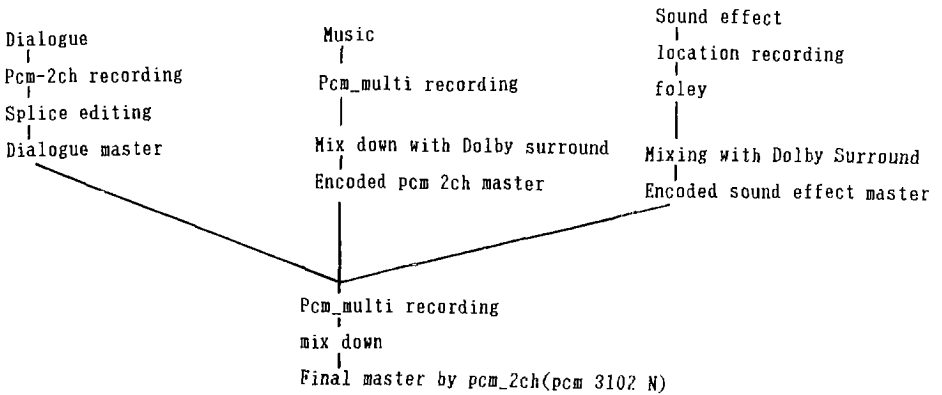 Dialogue
Pcm-2ch recording
Splice editing
Dialogue master
Music
Pcm_multi recording
Mix down with Dolby surround
Encoded pcm 2ch master
Sound effect
location recording
foley
Mixing with Dolby Surround
Encoded sound effect master
Pcm_multi recording
mix down
Final master by pcm_2ch(pcm 3102 N)